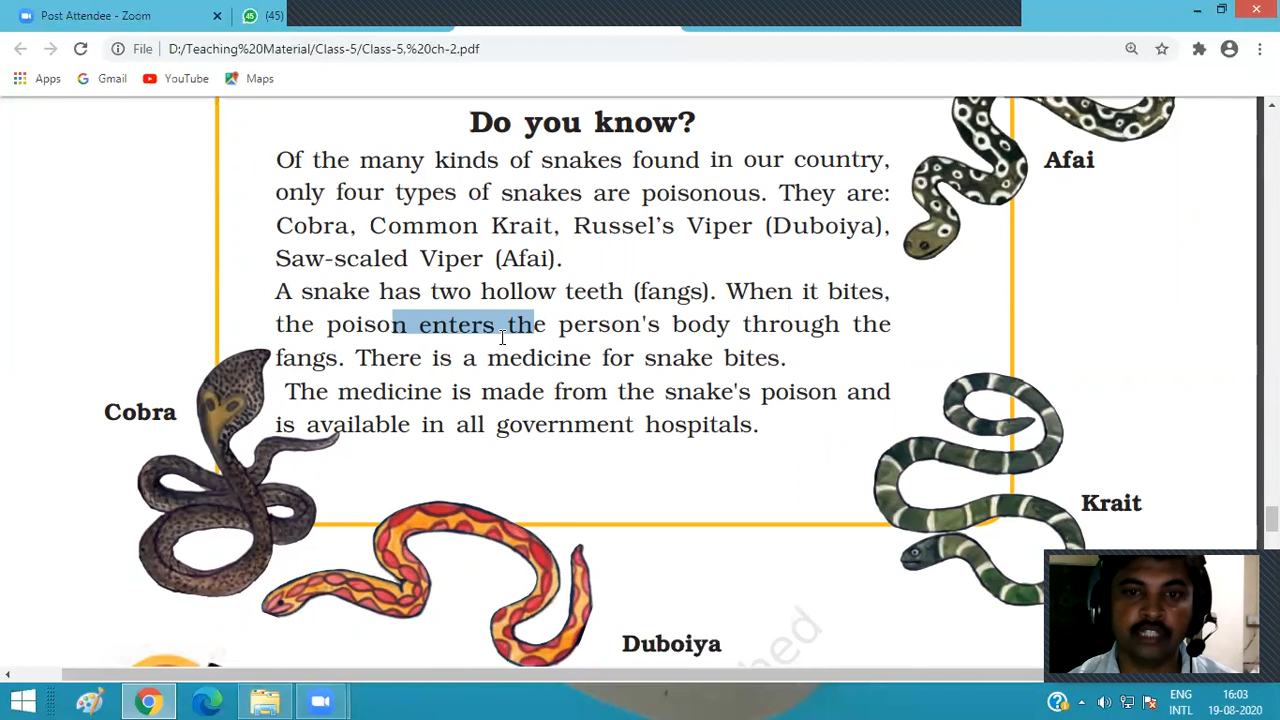 Post Attendee - Zoom
(45)
(45)
File
D:/Teaching%20Material/Class-5/Class-5,%20ch-2.pdf
Apps
Gmail
YouTube
Maps
Do you know?
Of the many kinds of snakes found in our country,
only four types of snakes are poisonous. They are:
Cobra, Common Krait, Russel's Viper (Duboiya),
Saw-scaled Viper (Afai).
A snake has two hollow teeth (fangs). When it bites,
the poison enters the person's body through the
fangs. There is a medicine for snake bites.
The medicine is made from the snake's poison and
is available in all government hospitals.
Afai
Cobra
Krait
Duboiya
ENG
INTL
16:03
19-08-2020